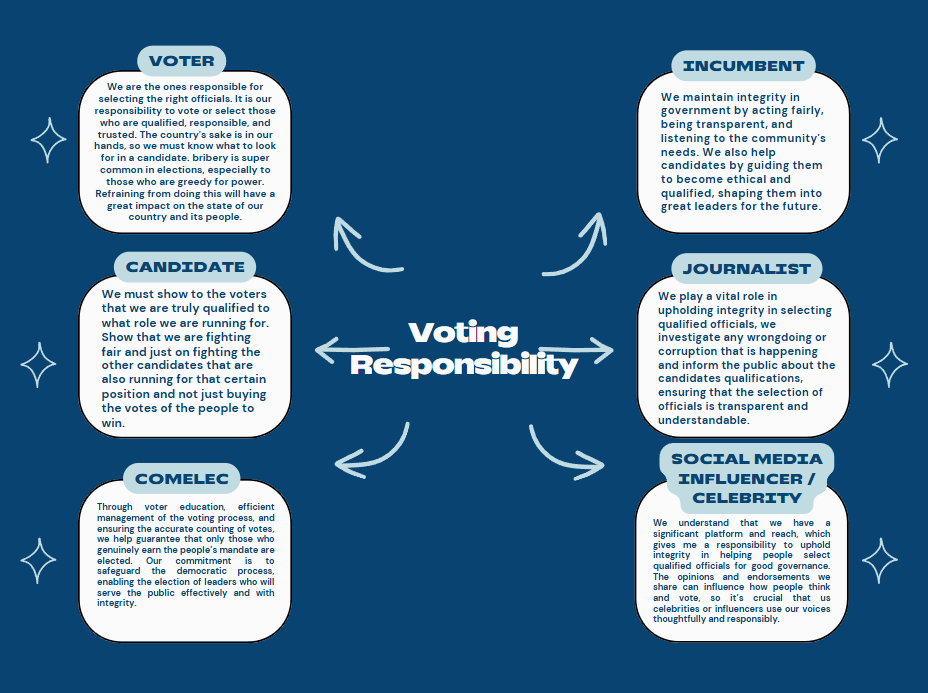 VOTER
We are the ones responsible for
selecting the right officials. It is our
responsibility to vote or select those
who are qualified, responsible, and
trusted. The country's sake is in our
hands, so we must know what to look
for in a candidate. bribery is super
common in elections, especially to
those who are greedy for power.
Refraining from doing this will have a
great impact on the state of our
country and its people.
CANDIDATE
We must show to the voters
that we are truly qualified to
what role we are running for.
Show that we are fighting
fair and just on fighting the
other candidates that are
also running for that certain
position and not just buying
the votes of the people to
win.
COMELEC
Through voter education, efficient
management of the voting process, and
ensuring the accurate counting of votes,
we help guarantee that only those who
genuinely earn the people's mandate are
elected. Our commitment is to
safeguard the democratic process,
enabling the election of leaders who will
serve the public effectively and with
integrity.
Voting
Responsibility
INCUMBENT
We maintain integrity in
government by acting fairly,
being transparent, and
listening to the community's
needs. We also help
candidates by guiding them
to become ethical and
qualified, shaping them into
great leaders for the future.
JOURNALIST
We play a vital role in
upholding integrity in selecting
qualified officials, we
investigate any wrongdoing or
corruption that is happening
and inform the public about the
candidates qualifications,
ensuring that the selection of
officials is transparent and
understandable.
SOCIAL MEDIA
INFLUENCER /
CELEBRITY
We understand that we have a
significant platform and reach, which
gives me a responsibility to uphold
integrity in helping people select
qualified officials for good governance.
The opinions and endorsements we
share can influence how people think
and vote, so it's crucial that us
celebrities or influencers use our voices
thoughtfully and responsibly.